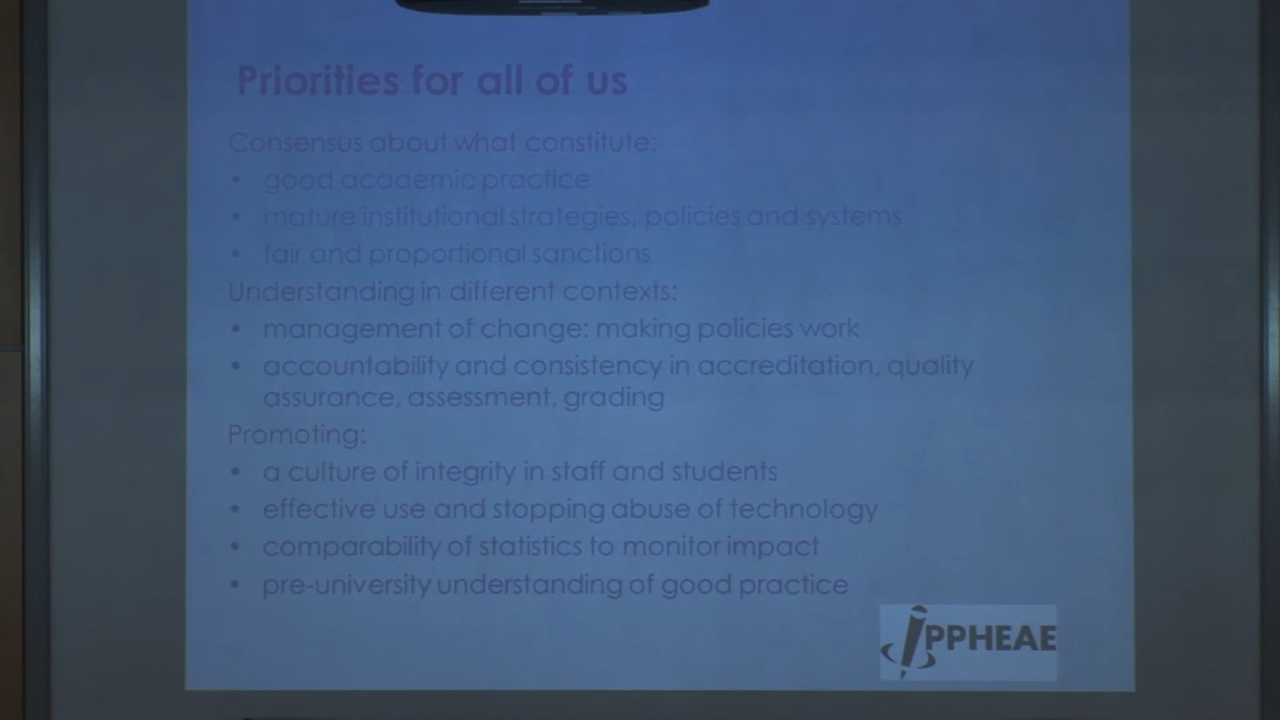 Priorities for all of us
Consensus about what constitute:
• good academic practice
• mature institutional strategies, policies and systems
• fair and proportional sanctions
Understanding in different contexts:
• management of change: making policies work
• accountability and consistency in accreditation, quality
assurance, assessment, grading
Promoting:
• a culture of integrity in staff and students
• effective use and stopping abuse of technology
• comparability of statistics to monitor impact
• pre-university understanding of good practice
IPPHEAE